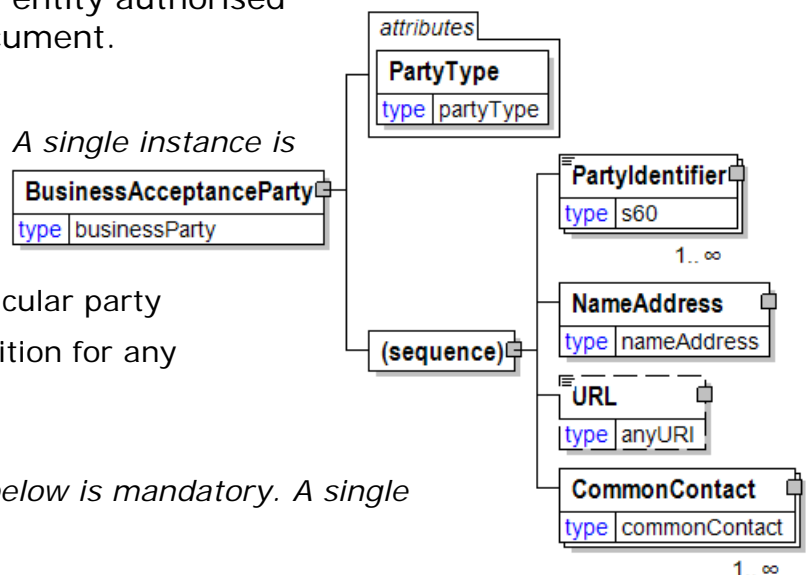 entity authorised
cument.
A single instance is
BusinessAcceptanceParty
type businessParty
cular party
ition for any
below is mandatory. A single
attributes
PartyType
type partyType
(sequence)
PartyIdentifier
type s60
1..∞
NameAddress
type nameAddress
URL
type anyURI
CommonContact
type commonContact
1..∞